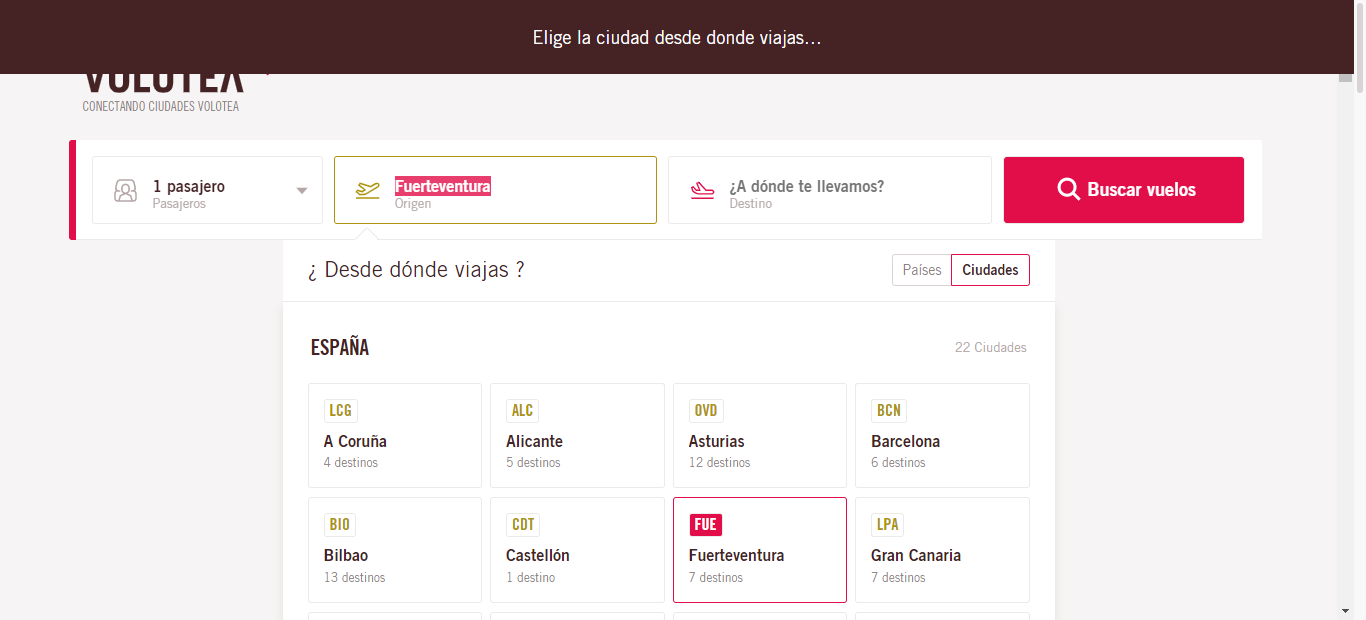 Elige la ciudad desde donde viajas...
VOLOTEA
CONECTANDO CIUDADES VOLOTEA
1 pasajero
Pasajeros
Fuerteventura
Origen
¿A dónde te llevamos?
Destino
Buscar vuelos
¿ Desde dónde viajas ?
Países
Ciudades
ESPAÑA
22 Ciudades
LCG
A Coruña
4 destinos
ALC
Alicante
5 destinos
OVD
Asturias
12 destinos
BCN
Barcelona
6 destinos
BIO
Bilbao
13 destinos
CDT
Castellón
1 destino
FUE
Fuerteventura
7 destinos
LPA
Gran Canaria
7 destinos